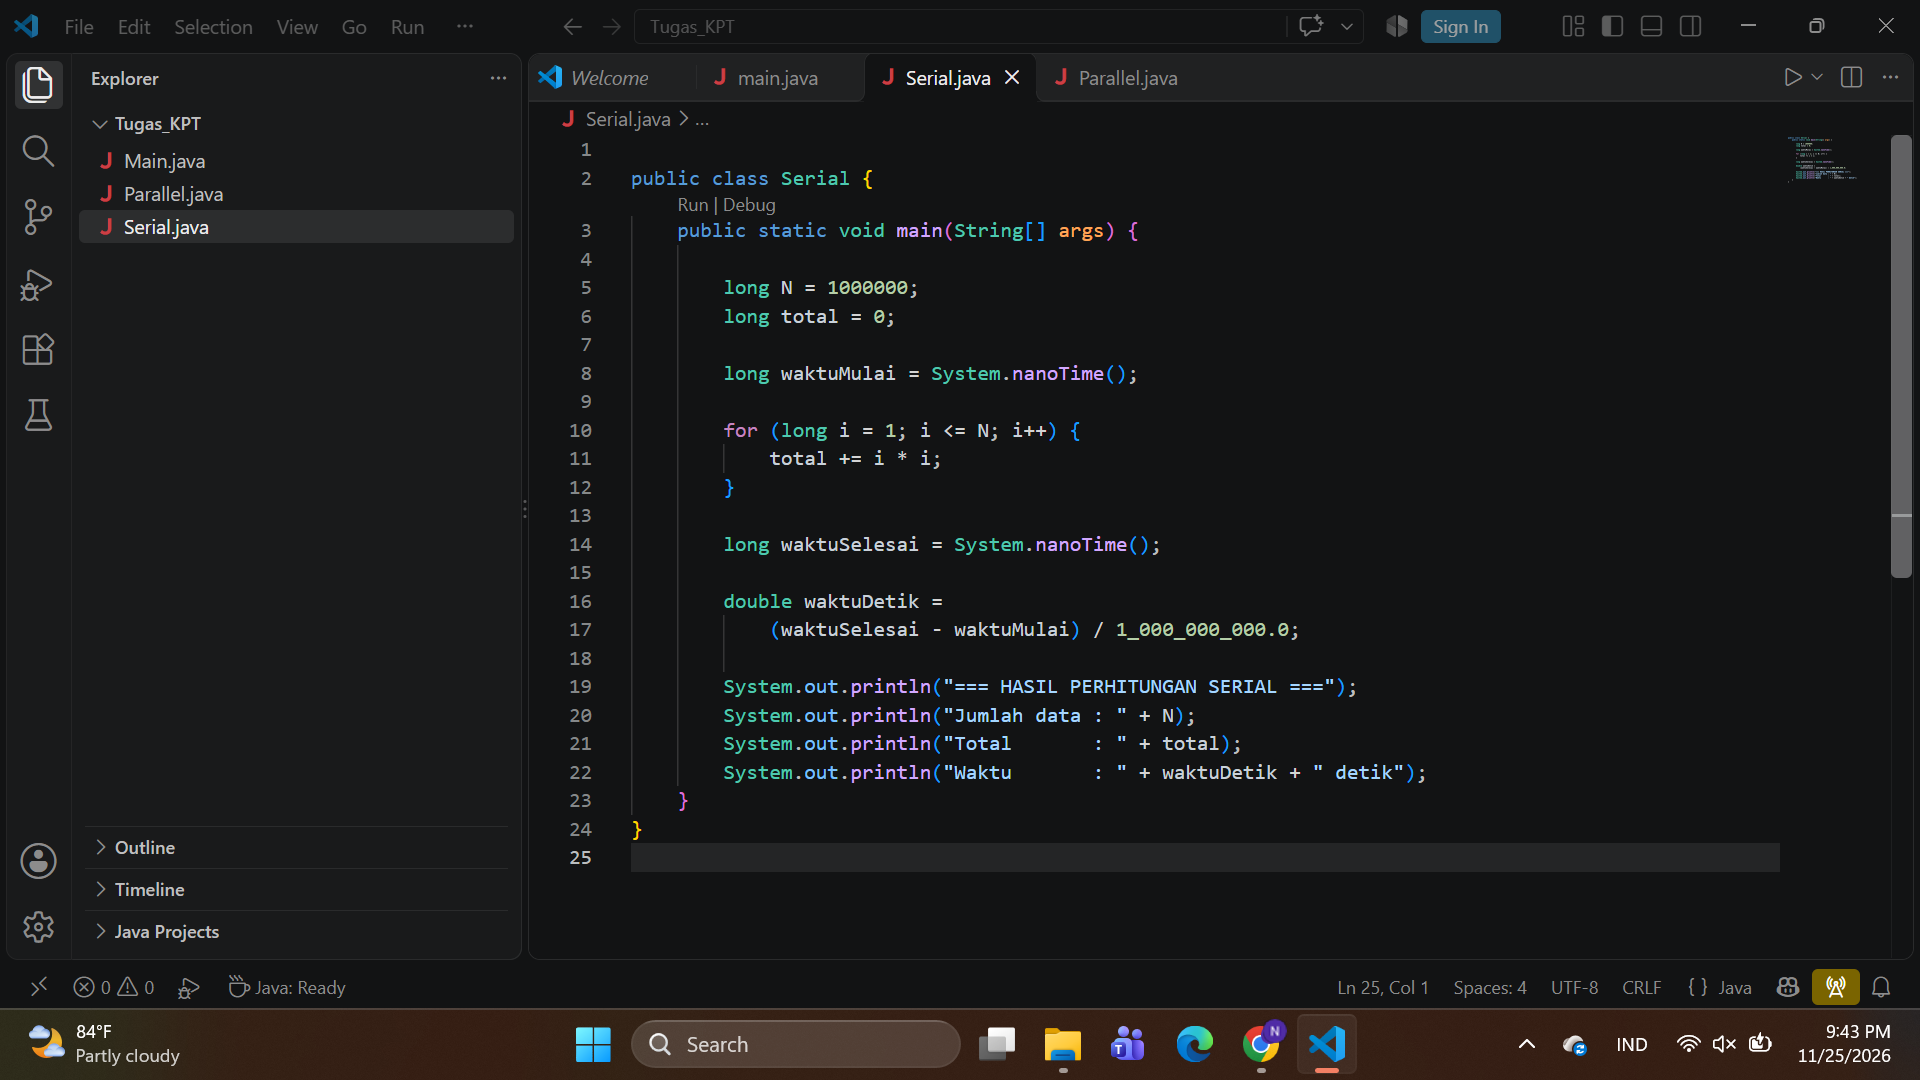 File Edit Selection View Go Run ··· Tugas_KPT Sign In
Explorer ···
Tugas_KPT
Main.java
Parallel.java
Serial.java
Outline
Timeline
Java Projects
Welcome main.java Serial.java Parallel.java
Serial.java > ...
1
2 public class Serial {
Run | Debug
3 public static void main(String[] args) {
4
5 long N = 1000000;
6 long total = 0;
7
8 long waktuMulai = System.nanoTime();
9
10 for (long i = 1; i <= N; i++) {
11 total += i * i;
12 }
13
14 long waktuSelesai = System.nanoTime();
15
16 double waktuDetik =
17 (waktuSelesai - waktuMulai) / 1_000_000_000.0;
18
19 System.out.println("=== HASIL PERHITUNGAN SERIAL ===");
20 System.out.println("Jumlah data : " + N);
21 System.out.println("Total       : " + total);
22 System.out.println("Waktu       : " + waktuDetik + " detik");
23 }
24 }
25
0 0 Java: Ready Ln 25, Col 1 Spaces: 4 UTF-8 CRLF { } Java
84°F
Partly cloudy
Search
N
T
IND
9:43 PM
11/25/2026